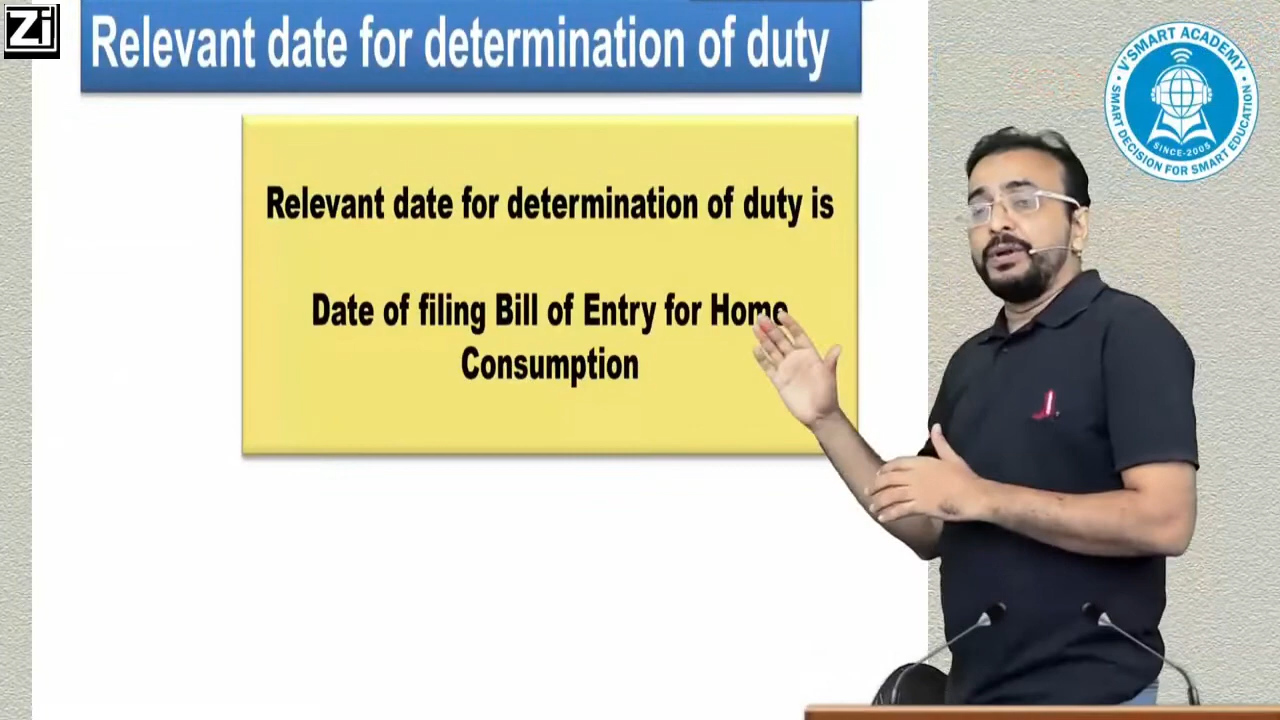 Zi
Relevant date for determination of duty
V'SMART ACADEMY
SMART DECISION FOR SMART EDUCATION
SINCE-2005
Relevant date for determination of duty is
Date of filing Bill of Entry for Home
Consumption